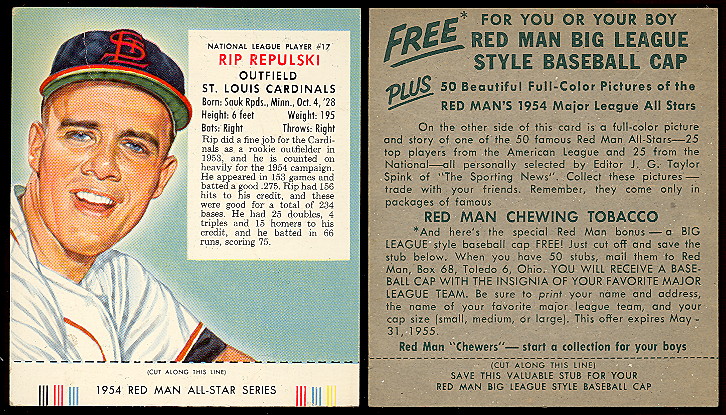 StL
NATIONAL LEAGUE PLAYER #17
RIP REPULSKI
OUTFIELD
ST. LOUIS CARDINALS
Born: Sauk Rpds., Minn., Oct. 4, '28
Height: 6 feet Weight: 195
Bats: Right Throws: Right
Rip did a fine job for the Cardi-
nals as a rookie outfielder in
1953, and he is counted on
heavily for the 1954 campaign.
He appeared in 153 games and
batted a good .275. Rip had 156
hits to his credit, and these
were good for a total of 234
bases. He had 25 doubles, 4
triples and 15 homers to his
credit, and he batted in 66
runs, scoring 75.
(CUT ALONG THIS LINE)
1954 RED MAN ALL-STAR SERIES
FREE* FOR YOU OR YOUR BOY
RED MAN BIG LEAGUE
STYLE BASEBALL CAP
PLUS 50 Beautiful Full-Color Pictures of the
RED MAN'S 1954 Major League All Stars
On the other side of this card is a full-color picture
and story of one of the 50 famous Red Man All-Stars—25
top players from the American League and 25 from the
National—all personally selected by Editor J. G. Taylor
Spink of "The Sporting News". Collect these pictures—
trade with your friends. Remember, they come only in
packages of famous
RED MAN CHEWING TOBACCO
*And here's the special Red Man bonus—a BIG
LEAGUE style baseball cap FREE! Just cut off and save the
stub below. When you have 50 stubs, mail them to Red
Man, Box 68, Toledo 6, Ohio. YOU WILL RECEIVE A BASE-
BALL CAP WITH THE INSIGNIA OF YOUR FAVORITE MAJOR
LEAGUE TEAM. Be sure to print your name and address,
the name of your favorite major league team, and your
cap size (small, medium, or large). This offer expires May
31, 1955.
Red Man "Chewers"—start a collection for your boys
(CUT ALONG THIS LINE)
SAVE THIS VALUABLE STUB FOR YOUR
RED MAN BIG LEAGUE STYLE BASEBALL CAP